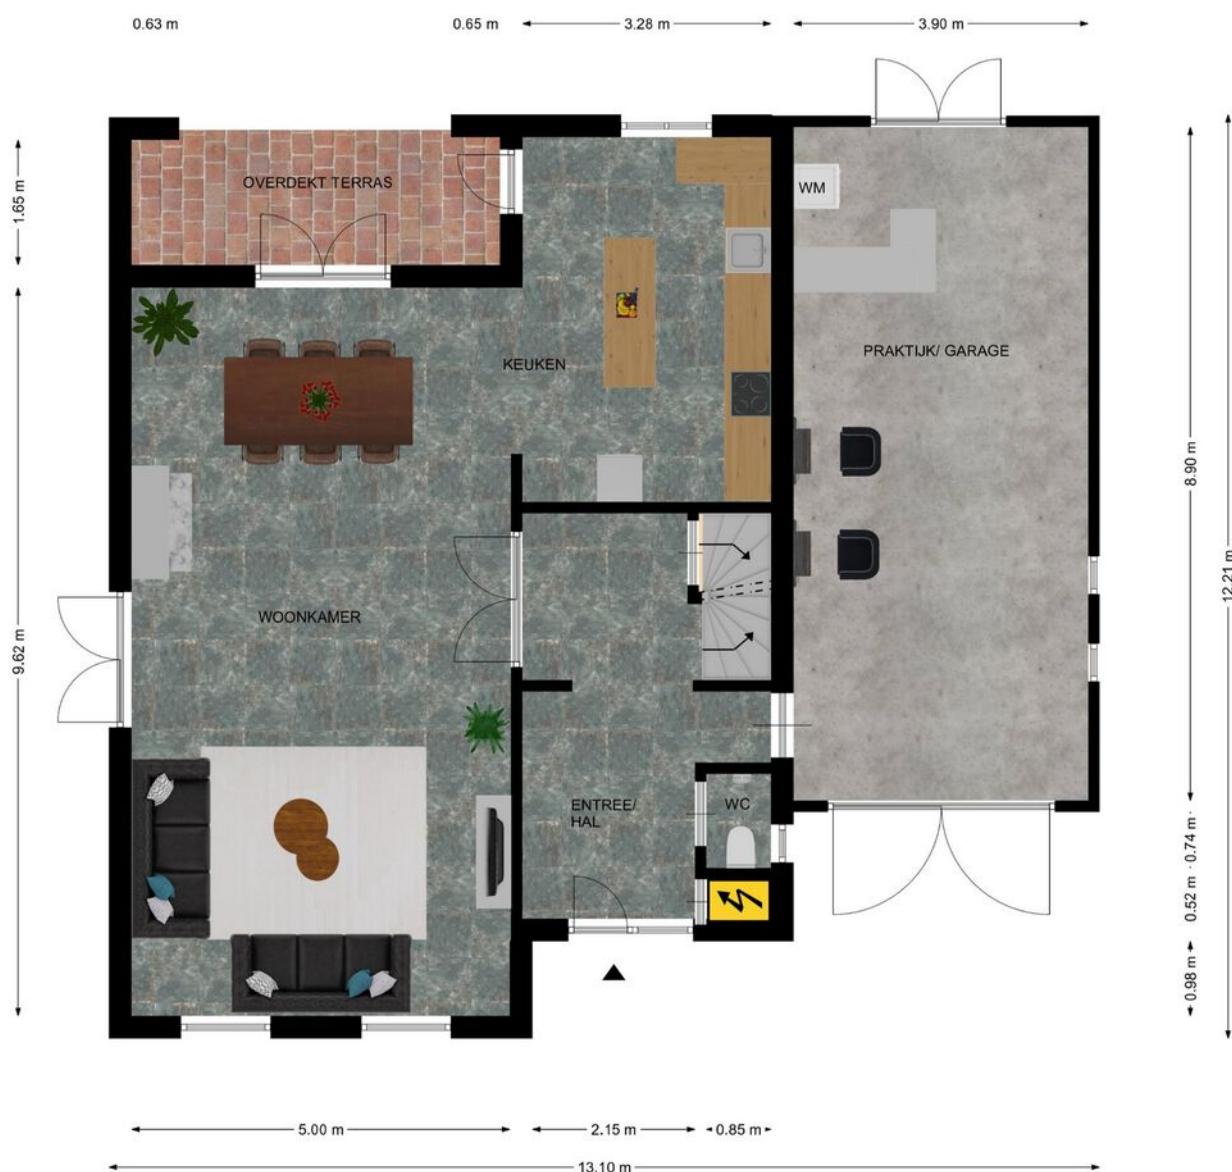 0.63 m
0.65 m
3.28 m
3.90 m
1.65 m
OVERDEKT TERRAS
WM
KEUKEN
PRAKTIJK/ GARAGE
8.90 m
12.21 m
9.62 m
WOONKAMER
ENTREE/
HAL
WC
0.74 m
0.52 m
0.98 m
5.00 m
2.15 m
0.85 m
13.10 m